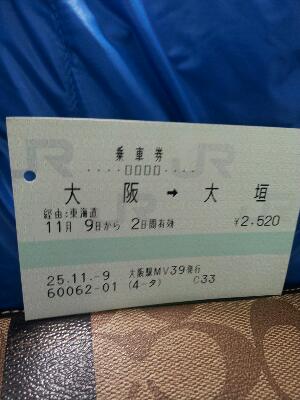 乗車券
････□□□□････
大阪 → 大垣
経由:東海道
11月 9日から 2日間有効 ¥2,520
25.11.-9 大阪駅MV39発行
60062-01 (4-タ) C33